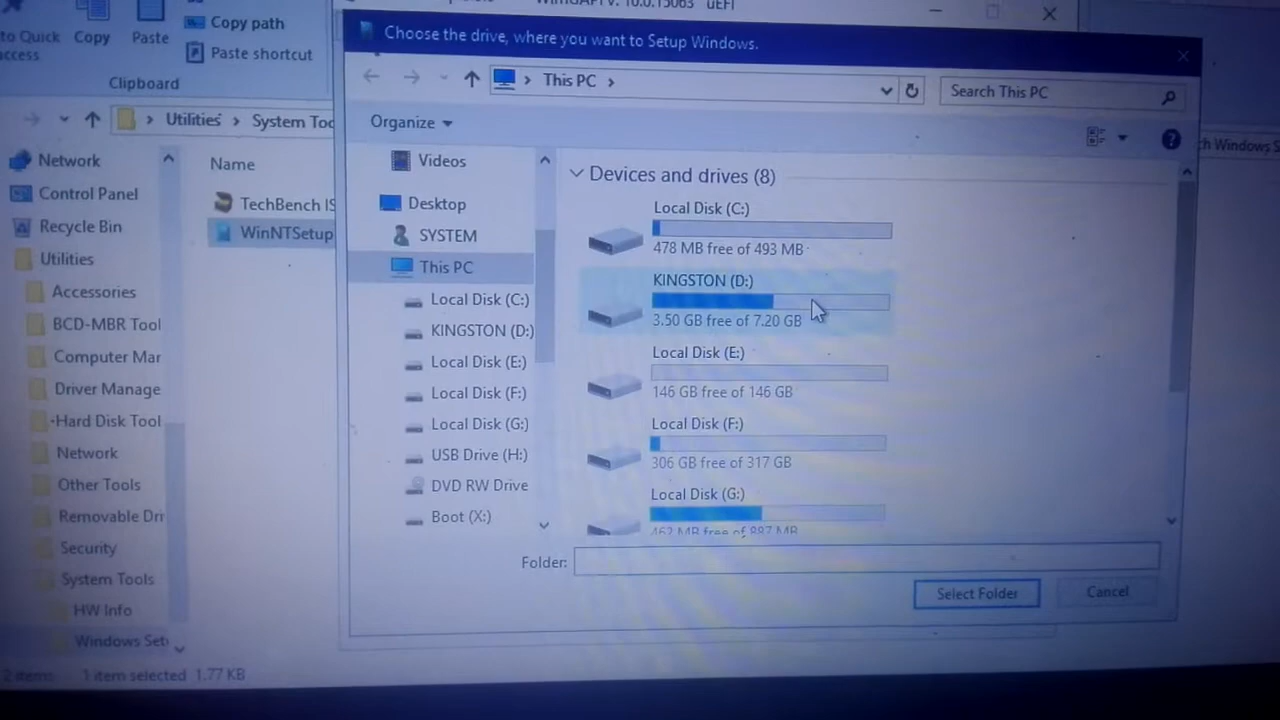 WinNTSetup v. 10.0.15063 uEFI
Copy path
to Quick
access
Copy
Paste
Paste shortcut
Clipboard
Choose the drive, where you want to Setup Windows.
This PC
Search This PC
Utilities
System Too
Organize
Network
Control Panel
Recycle Bin
Utilities
Accessories
BCD-MBR Tool
Computer Mar
Driver Manage
Hard Disk Tool
Network
Other Tools
Removable Dri
Security
System Tools
HW Info
Windows Set
Name
TechBench IS
WinNTSetup
Videos
Desktop
SYSTEM
This PC
Local Disk (C:)
KINGSTON (D:)
Local Disk (E:)
Local Disk (F:)
Local Disk (G:)
USB Drive (H:)
DVD RW Drive
Boot (X:)
Devices and drives (8)
Local Disk (C:)
478 MB free of 493 MB
KINGSTON (D:)
3.50 GB free of 7.20 GB
Local Disk (E:)
146 GB free of 146 GB
Local Disk (F:)
306 GB free of 317 GB
Local Disk (G:)
462 MB free of 887 MB
ch Windows S
Folder:
Select Folder
Cancel
2 items
1 item selected 1.77 KB